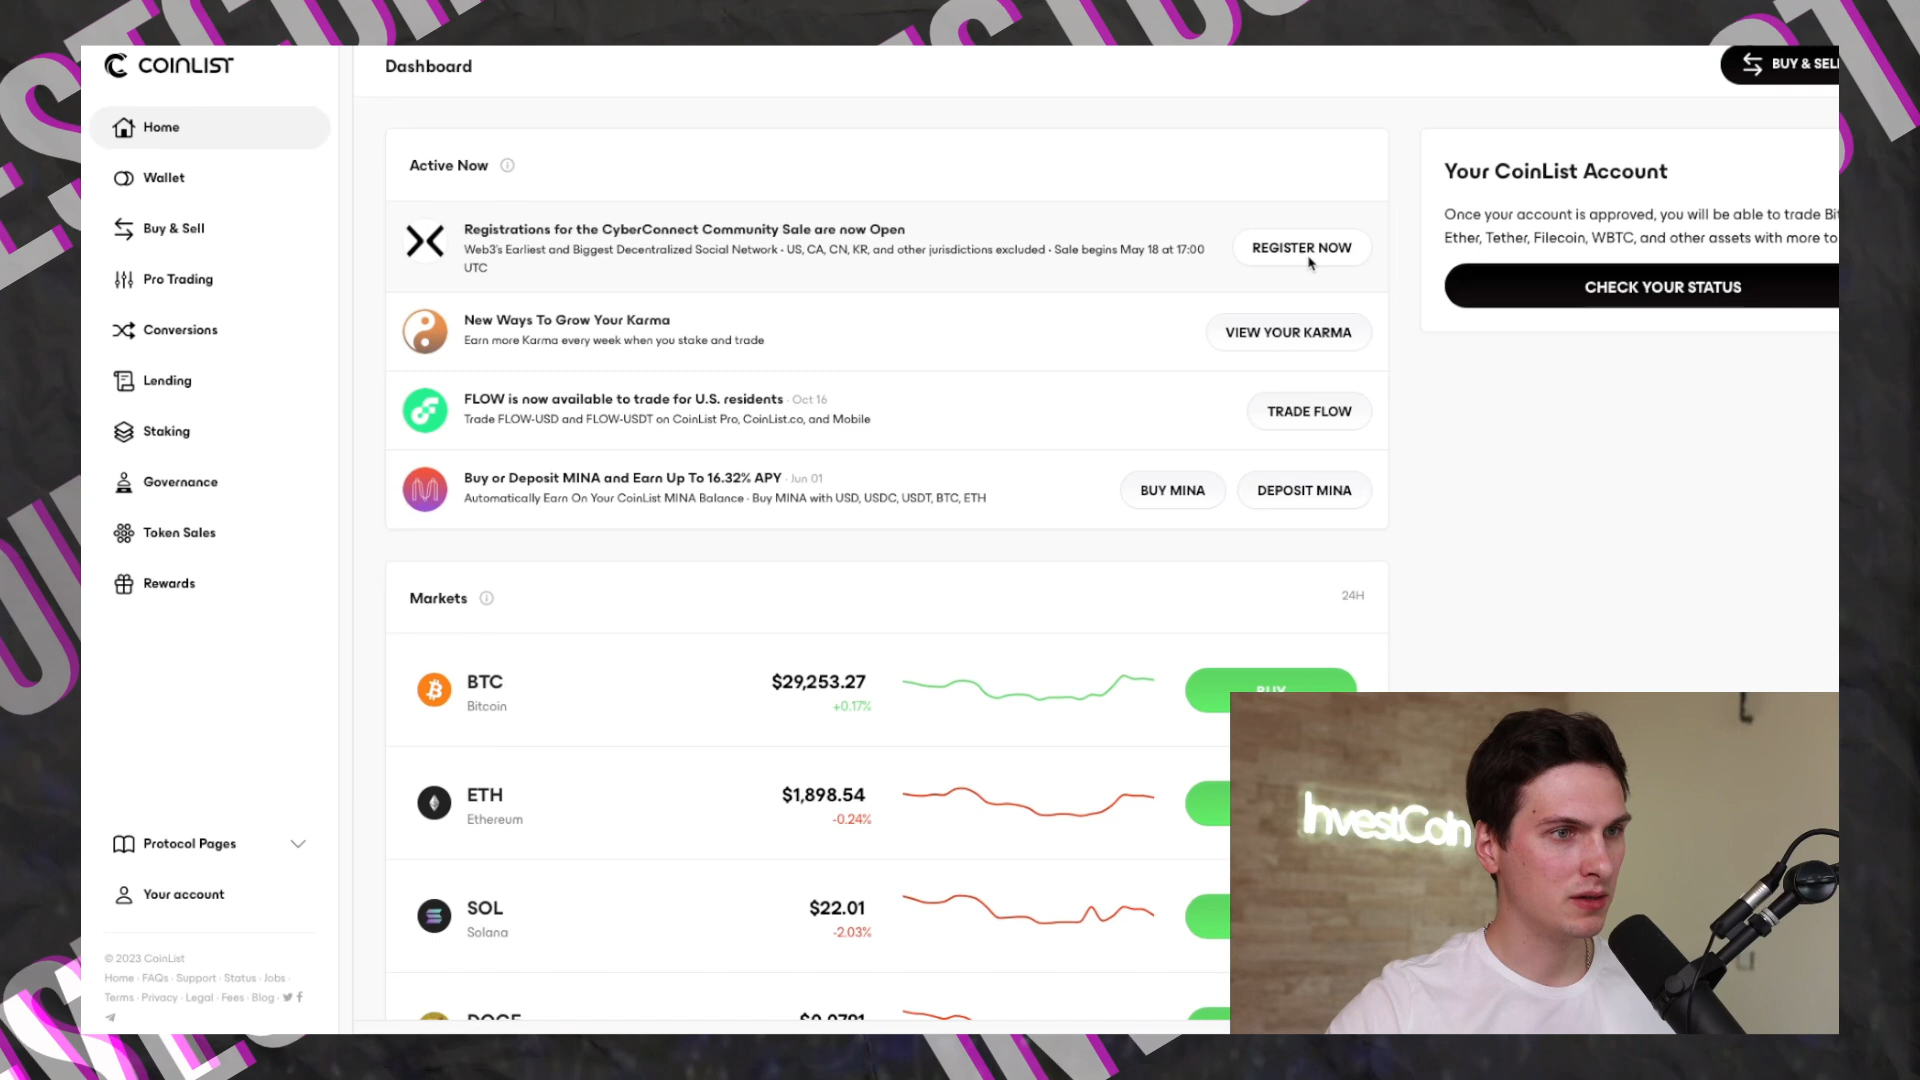 COINLIST
Dashboard
BUY & SELL
Home
Wallet
Buy & Sell
Pro Trading
Conversions
Lending
Staking
Governance
Token Sales
Rewards
Protocol Pages
Your account
© 2023 CoinList
Home · FAQs · Support · Status · Jobs ·
Terms · Privacy · Legal · Fees · Blog ·
Active Now
Registrations for the CyberConnect Community Sale are now Open
Web3's Earliest and Biggest Decentralized Social Network · US, CA, CN, KR, and other jurisdictions excluded · Sale begins May 18 at 17:00
UTC
REGISTER NOW
New Ways To Grow Your Karma
Earn more Karma every week when you stake and trade
VIEW YOUR KARMA
FLOW is now available to trade for U.S. residents · Oct 16
Trade FLOW-USD and FLOW-USDT on CoinList Pro, CoinList.co, and Mobile
TRADE FLOW
Buy or Deposit MINA and Earn Up To 16.32% APY · Jun 01
Automatically Earn On Your CoinList MINA Balance · Buy MINA with USD, USDC, USDT, BTC, ETH
BUY MINA
DEPOSIT MINA
Your CoinList Account
Once your account is approved, you will be able to trade
Ether, Tether, Filecoin, WBTC, and other assets with more to
CHECK YOUR STATUS
Markets
24H
BTC
Bitcoin
$29,253.27
+0.17%
BUY
ETH
Ethereum
$1,898.54
-0.24%
SOL
Solana
$22.01
-2.03%
DOGE
InvestCoin